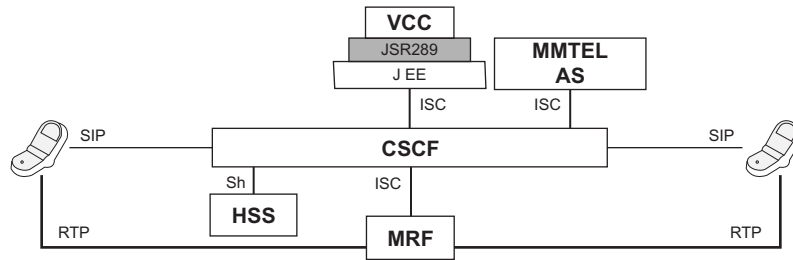 VCC
JSR289
J EE
MMTEL
AS
ISC
ISC
SIP
SIP
CSCF
Sh
ISC
HSS
RTP
MRF
RTP